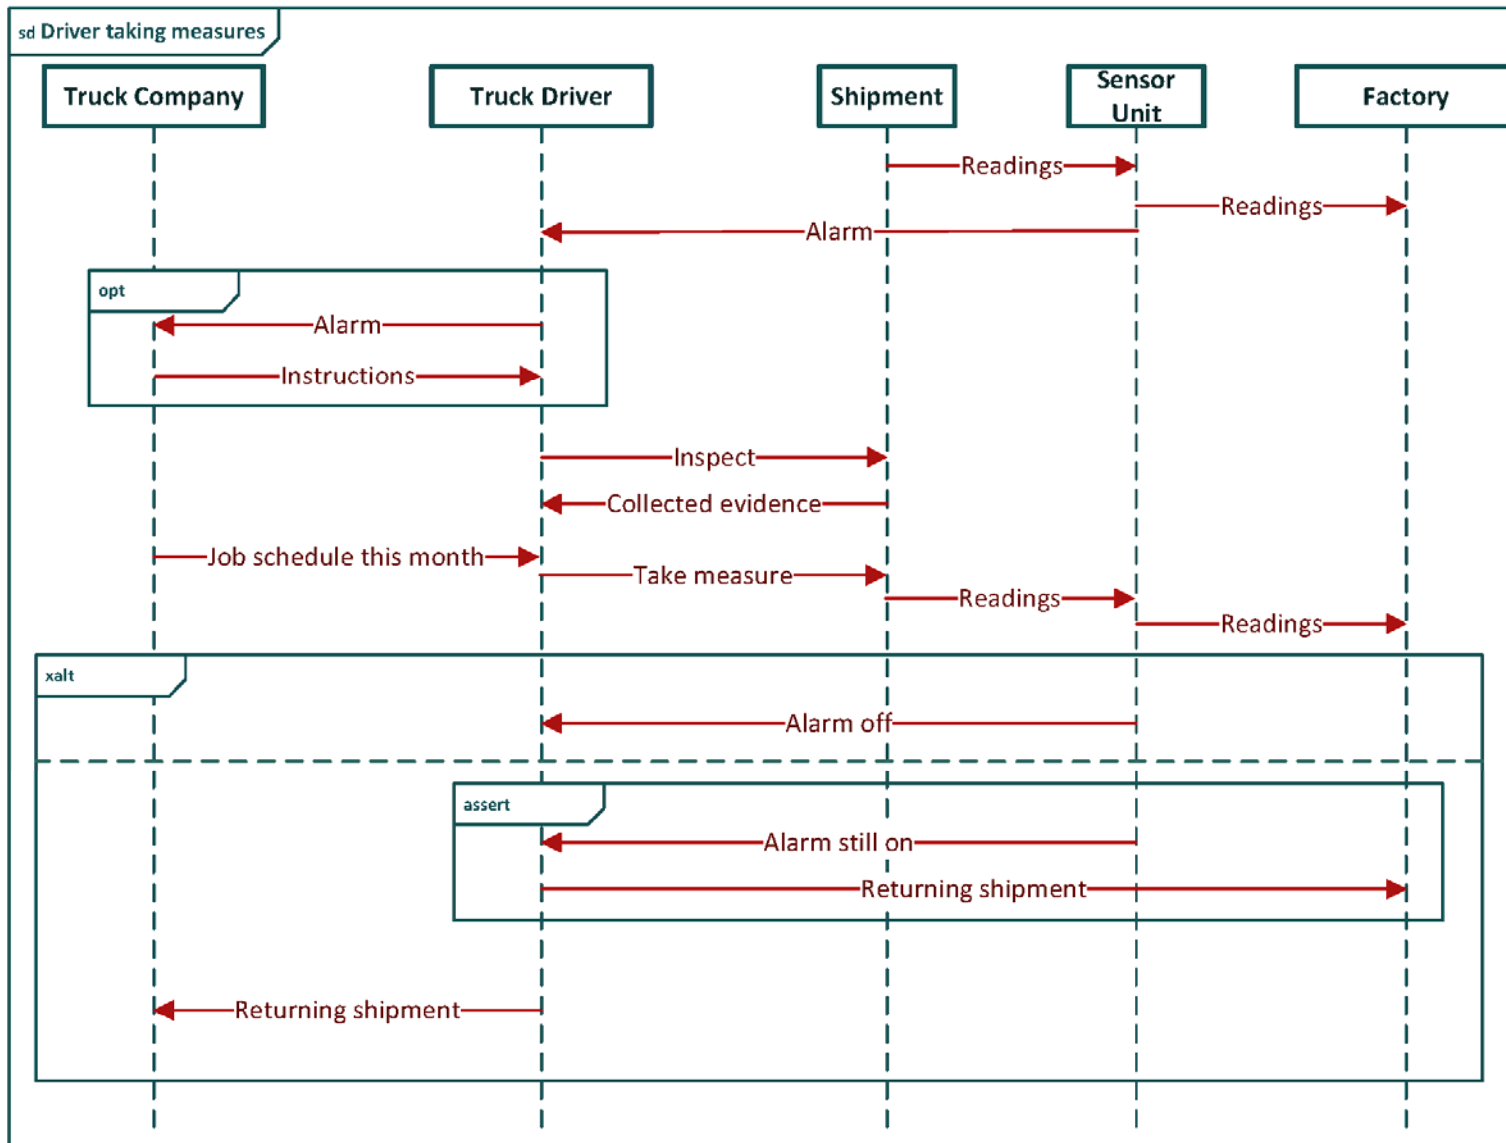 sd Driver taking measures
Truck Company
Truck Driver
Shipment
Sensor
Unit
Factory
Readings
Readings
Alarm
opt
Alarm
Instructions
Inspect
Collected evidence
Job schedule this month
Take measure
Readings
Readings
xalt
Alarm off
assert
Alarm still on
Returning shipment
Returning shipment